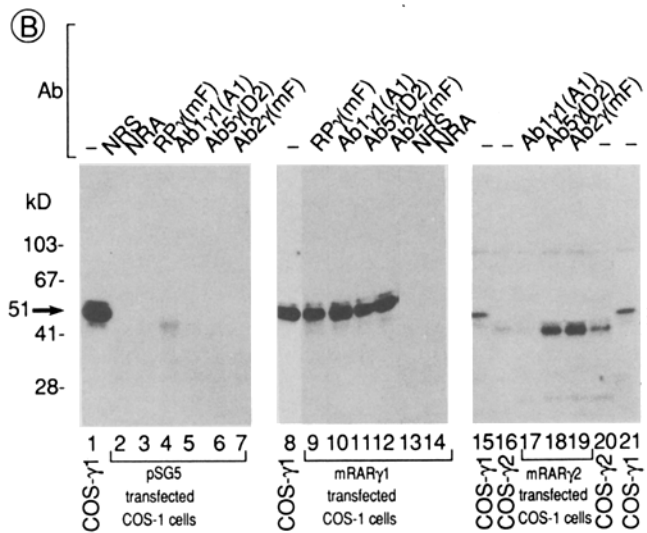 B
Ab
– NRS NRA RPγ(mF) Ab1γ1(A1) Ab5γ(D2) Ab2γ(mF)
– RPγ(mF) Ab1γ1(A1) Ab5γ(D2) Ab2γ(mF) NRS NRA
– – Ab1γ1(A1) Ab5γ(D2) Ab2γ(mF) – –
kD
103-
67-
51
41-
28-
1 2 3 4 5 6 7 8 9 10 11 12 13 14 15 16 17 18 19 20 21
COS-γ1
pSG5
transfected
COS-1 cells
COS-γ1
mRARγ1
transfected
COS-1 cells
COS-γ1
COS-γ2
mRARγ2
transfected
COS-1 cells
COS-γ2
COS-γ1